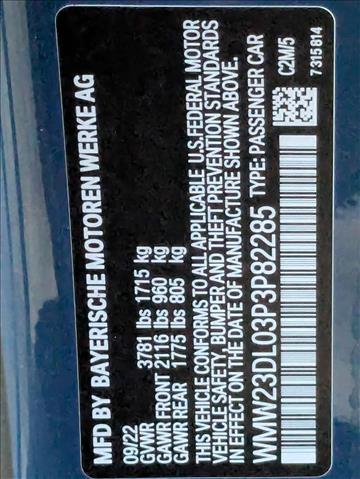 MFD BY BAYERISCHE MOTOREN WERKE AG
09/22
GVWR 3781 lbs 1715 kg
GAWR FRONT 2116 lbs 960 kg
GAWR REAR 1775 lbs 805 kg
THIS VEHICLE CONFORMS TO ALL APPLICABLE U.S.FEDERAL MOTOR
VEHICLE SAFETY, BUMPER AND THEFT PREVENTION STANDARDS
IN EFFECT ON THE DATE OF MANUFACTURE SHOWN ABOVE.
WMW23DL03P3P82285 TYPE: PASSENGER CAR
C2M/5
7315814